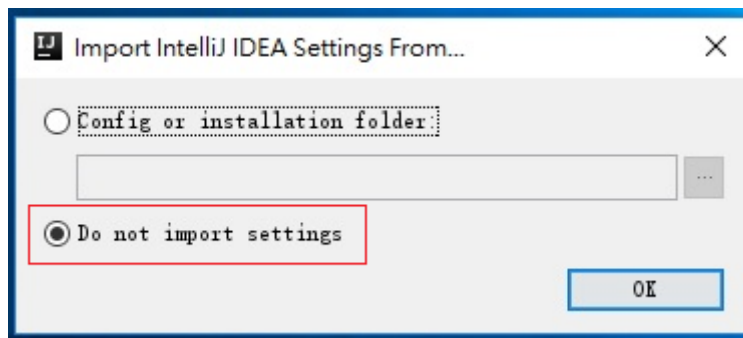 IJ Import IntelliJ IDEA Settings From...
Config or installation folder:
...
Do not import settings
OK